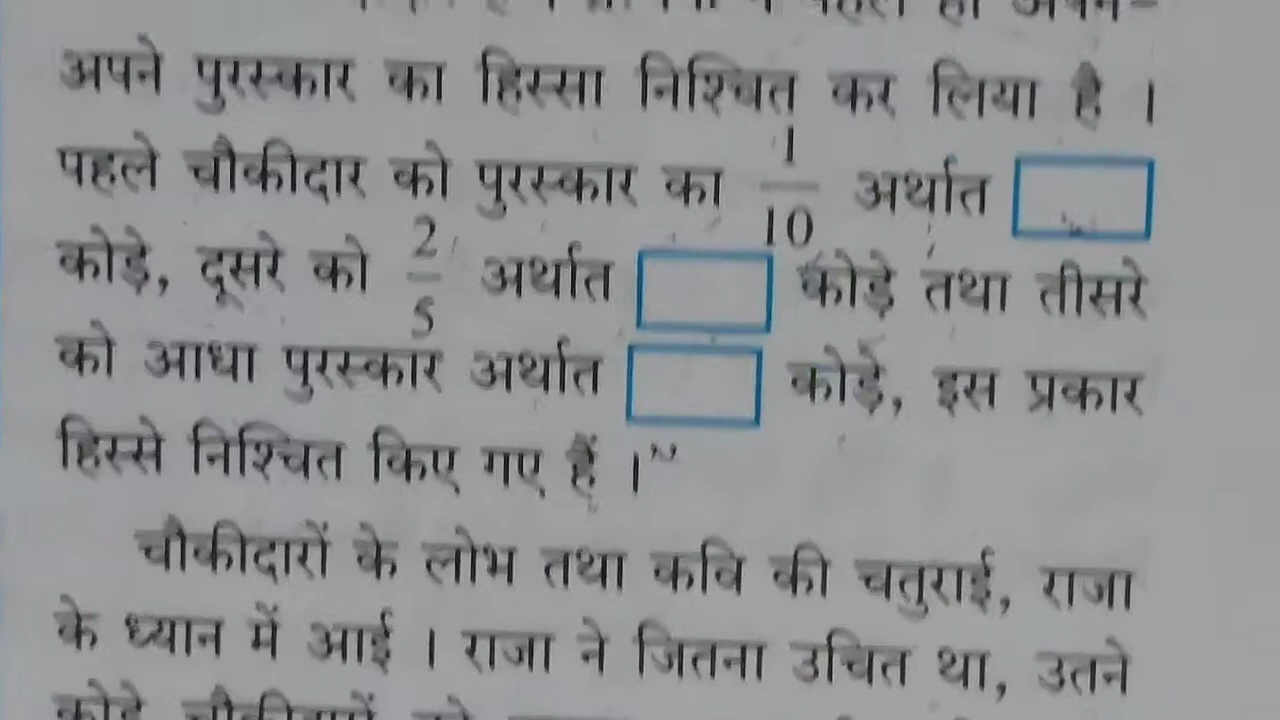 अपने पुरस्कार का हिस्सा निश्चित कर लिया है ।
पहले चौकीदार को पुरस्कार का 1/10 अर्थात
कोड़े, दूसरे को 2/5 अर्थात कोड़े तथा तीसरे
को आधा पुरस्कार अर्थात कोड़े, इस प्रकार
हिस्से निश्चित किए गए हैं ।”
चौकीदारों के लोभ तथा कवि की चतुराई, राजा
के ध्यान में आई । राजा ने जितना उचित था, उतने
कोड़े चौकीदारों को